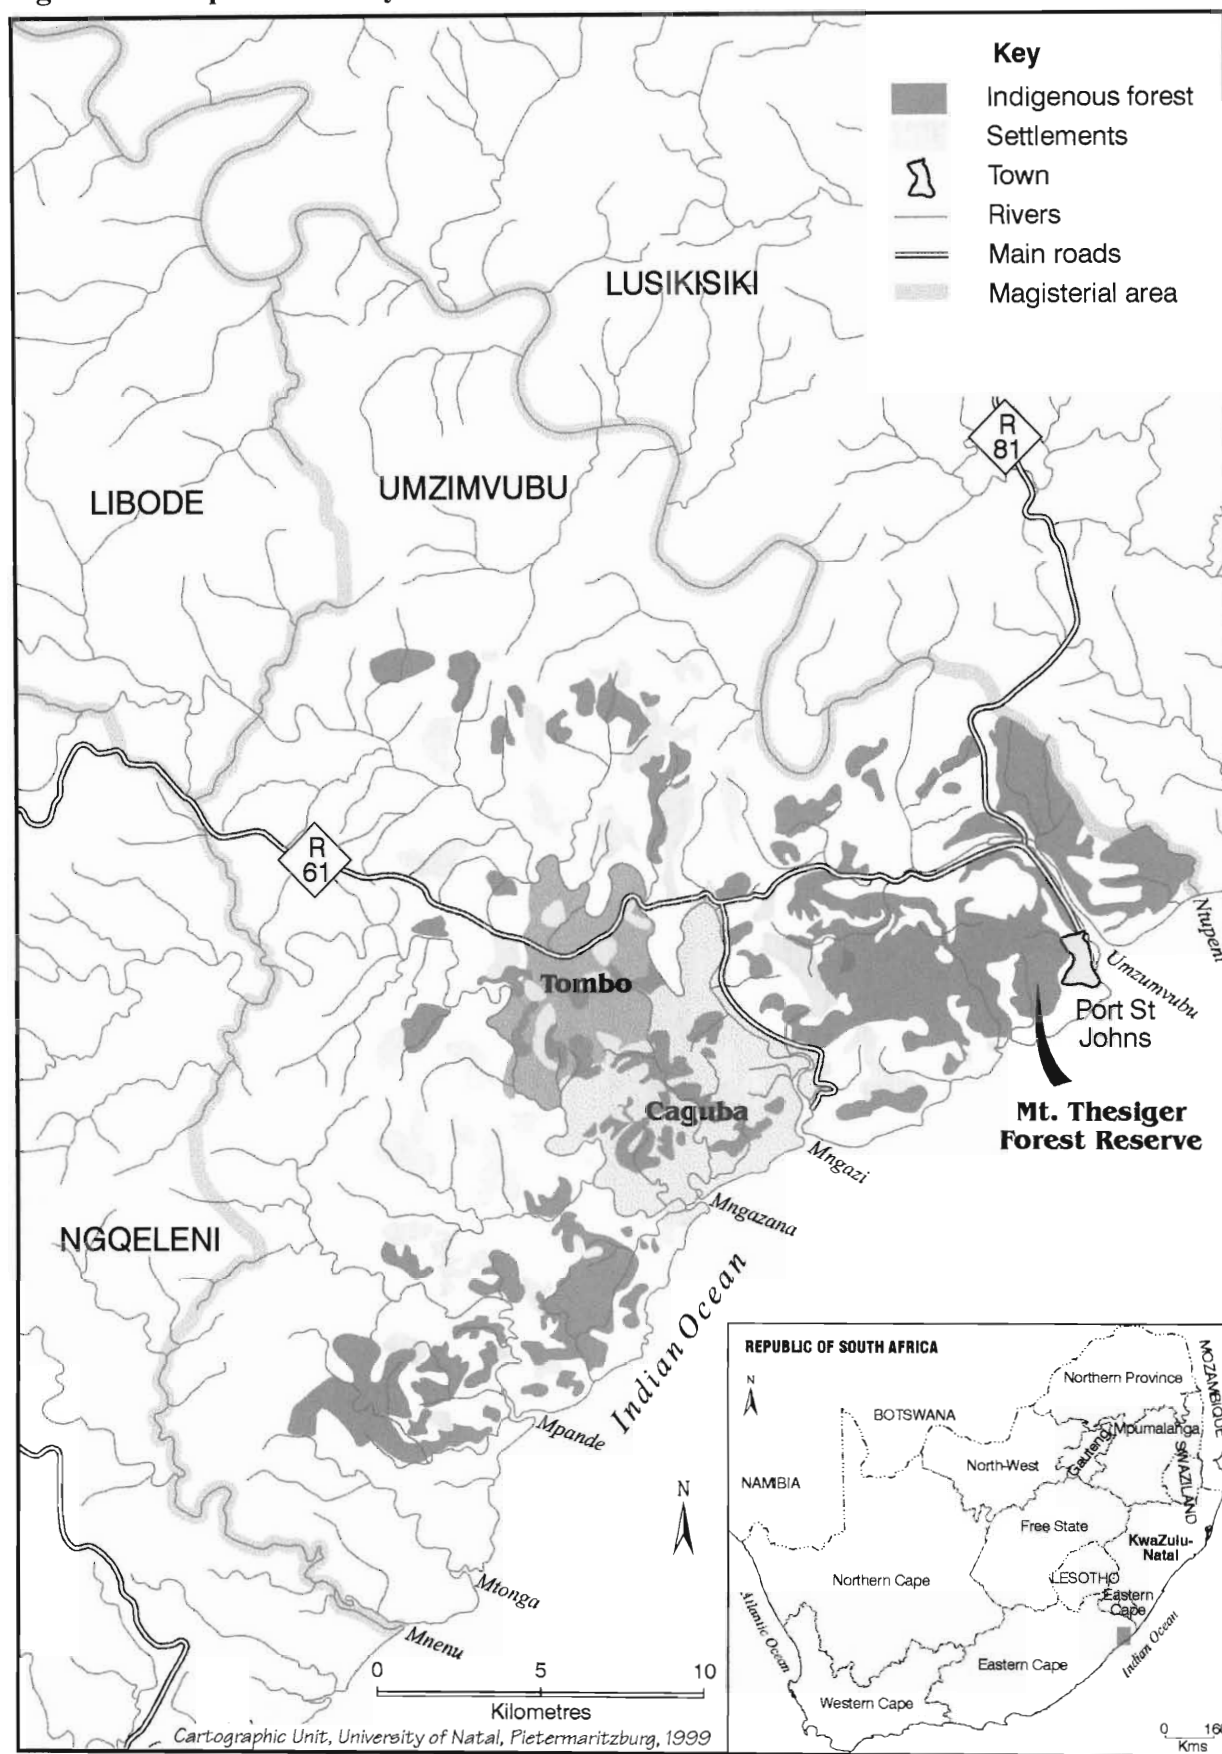 Key
Indigenous forest
Settlements
Town
Rivers
Main roads
Magisterial area
LUSIKISIKI
R
81
LIBODE
UMZIMVUBU
R
61
Ntupeni
Tombo
Umzumvubu
Port St
Johns
Caguba
Mt. Thesiger
Forest Reserve
Mngazi
Mngazana
NGQELENI
Indian Ocean
Mpande
N
Mtonga
Mnenu
0 5 10
Kilometres
Cartographic Unit, University of Natal, Pietermaritzburg, 1999
REPUBLIC OF SOUTH AFRICA
N
Northern Province
MOZAMBIQUE
BOTSWANA
Mpumalanga
Gauteng
North-West
SWAZILAND
NAMIBIA
Free State
KwaZulu-
Natal
Northern Cape
LESOTHO
Eastern
Cape
Atlantic Ocean
Indian Ocean
Eastern Cape
Western Cape
0
Kms